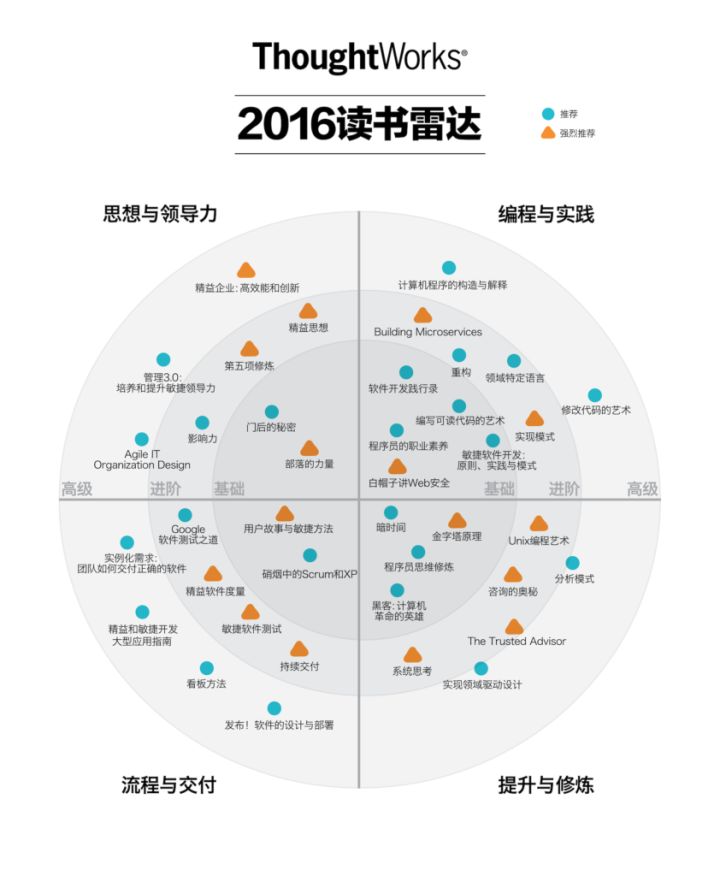 ThoughtWorks®
2016读书雷达
推荐
强烈推荐
思想与领导力
编程与实践
精益企业：高效能和创新
精益思想
第五项修炼
管理3.0：
培养和提升敏捷领导力
门后的秘密
影响力
Agile IT
Organization Design
部落的力量
计算机程序的构造与解释
Building Microservices
重构
领域特定语言
软件开发践行录
修改代码的艺术
编写可读代码的艺术
实现模式
程序员的职业素养
敏捷软件开发：
原则、实践与模式
白帽子讲Web安全
高级
进阶
基础
基础
进阶
高级
Google
软件测试之道
用户故事与敏捷方法
实例化需求：
团队如何交付正确的软件
硝烟中的Scrum和XP
精益软件度量
精益和敏捷开发
大型应用指南
敏捷软件测试
持续交付
看板方法
发布！软件的设计与部署
暗时间
金字塔原理
Unix编程艺术
程序员思维修炼
分析模式
黑客：计算机
革命的英雄
咨询的奥秘
The Trusted Advisor
系统思考
实现领域驱动设计
流程与交付
提升与修炼